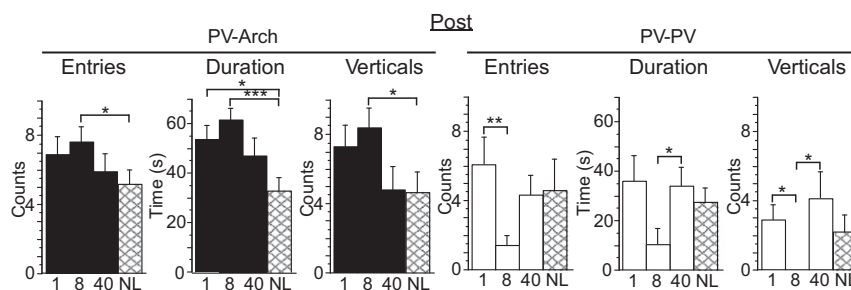 Post
PV-Arch PV-PV
Entries Duration Verticals Entries Duration Verticals
* * *** * ** * * *
Counts Time (s) Counts Counts Time (s) Counts
8 60 8 8 60 8
40
4 4 4 40 4
20 20
0 0 0 0 0 0
1 8 40 NL 1 8 40 NL 1 8 40 NL 1 8 40 NL 1 8 40 NL 1 8 40 NL